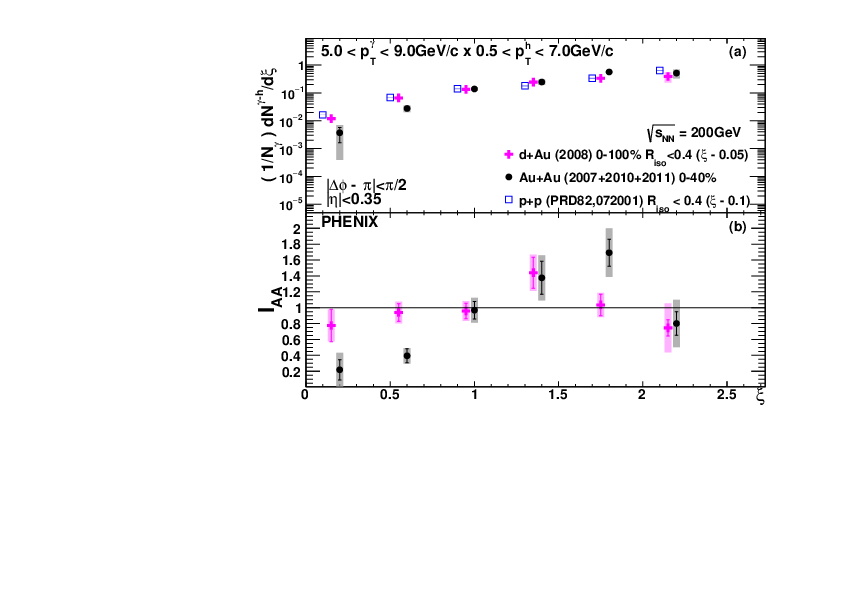 5.0 < p_T^γ < 9.0GeV/c x 0.5 < p_T^h < 7.0GeV/c (a)
(1/N_γ) dN^γ-h/dξ
1
10^-1
10^-2
10^-3
10^-4
10^-5
√s_NN = 200GeV
d+Au (2008) 0-100% R_iso<0.4 (ξ - 0.05)
Au+Au (2007+2010+2011) 0-40%
p+p (PRD82,072001) R_iso < 0.4 (ξ - 0.1)
|Δϕ - π|<π/2
|η|<0.35
PHENIX (b)
I_AA
2
1.8
1.6
1.4
1.2
1
0.8
0.6
0.4
0.2
0 0.5 1 1.5 2 2.5 ξ